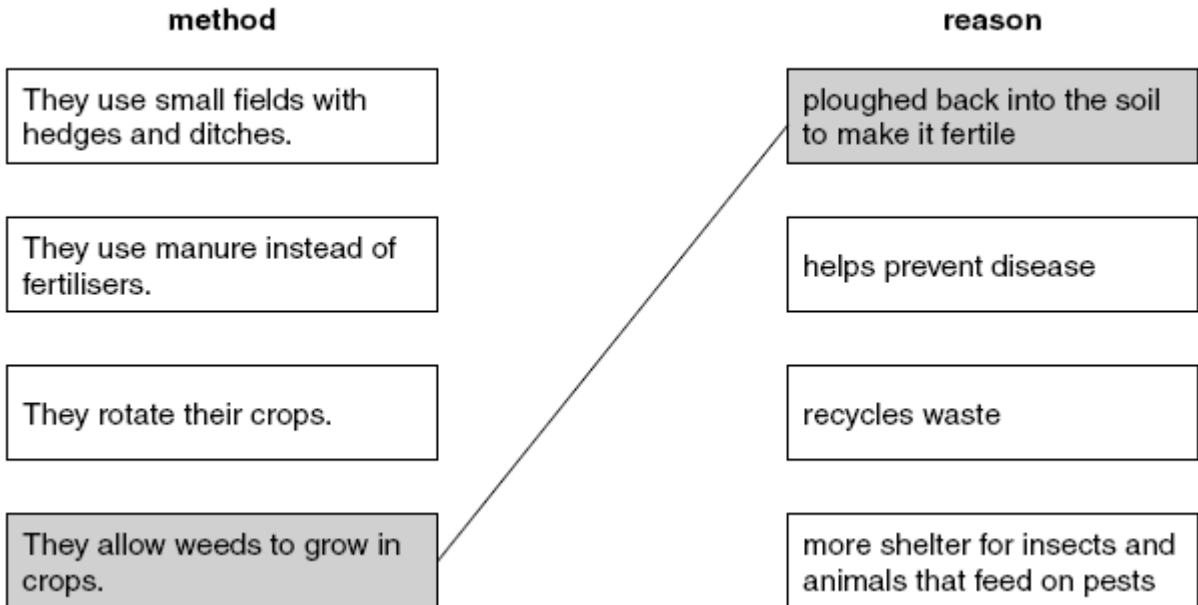 method
reason
They use small fields with
hedges and ditches.
ploughed back into the soil
to make it fertile
They use manure instead of
fertilisers.
helps prevent disease
They rotate their crops.
recycles waste
They allow weeds to grow in
crops.
more shelter for insects and
animals that feed on pests